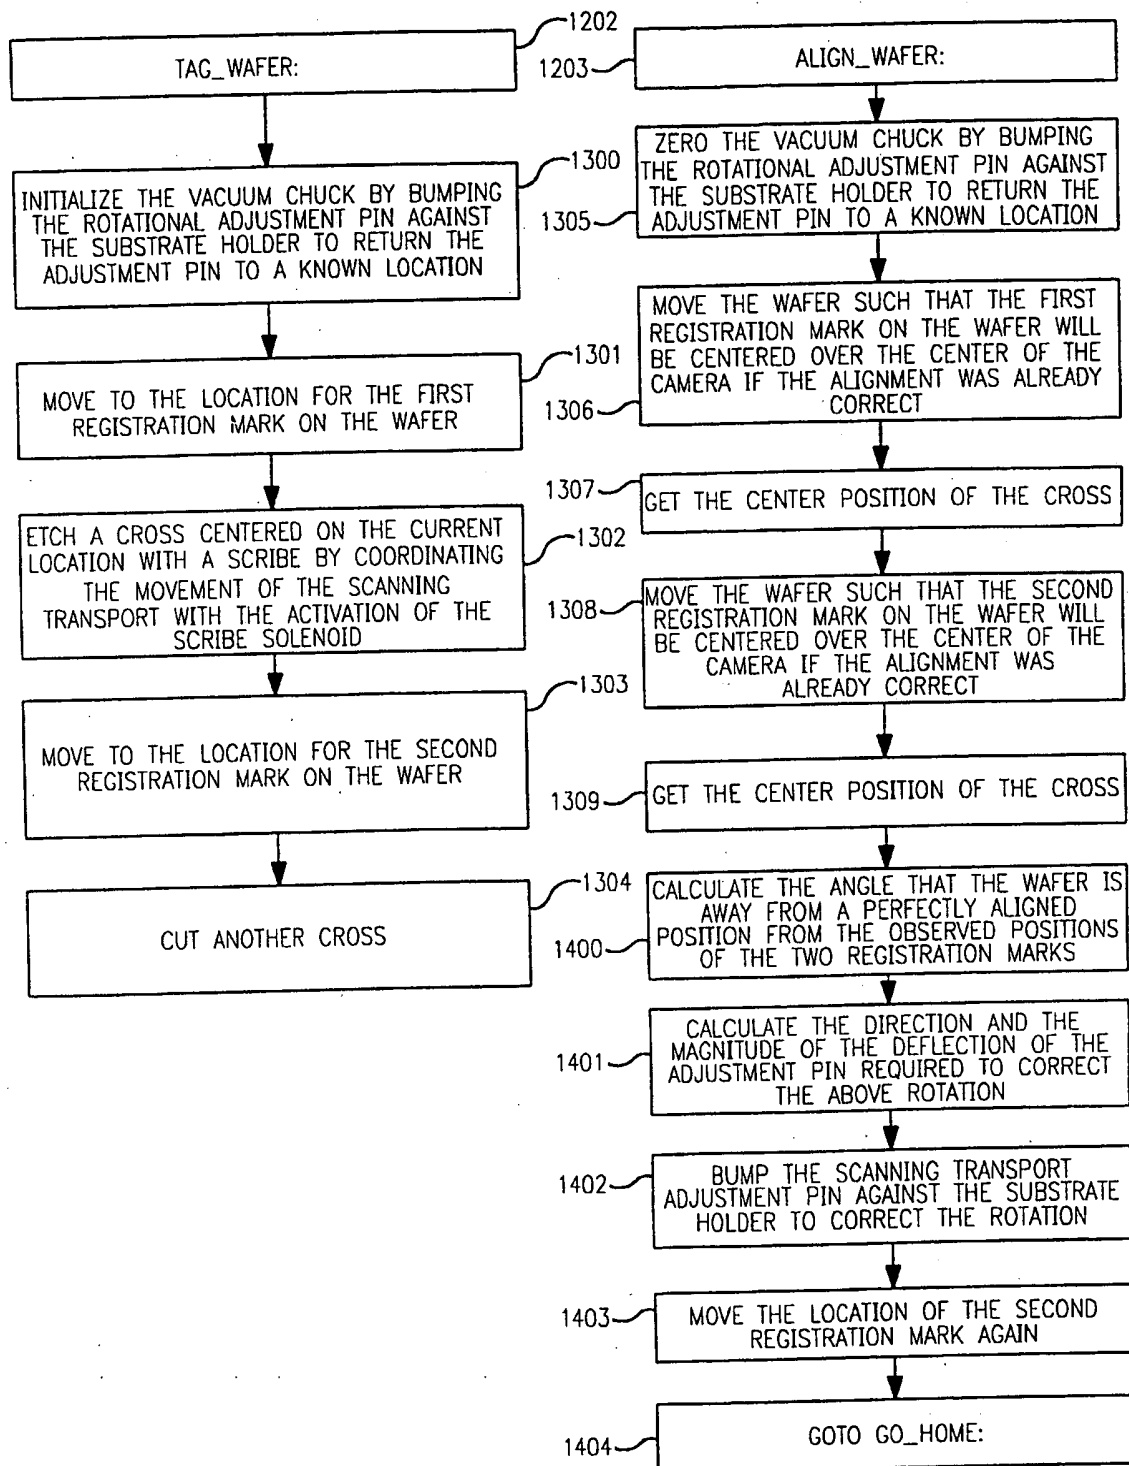 1202
TAG_WAFER:
1300
INITIALIZE THE VACUUM CHUCK BY BUMPING
THE ROTATIONAL ADJUSTMENT PIN AGAINST
THE SUBSTRATE HOLDER TO RETURN THE
ADJUSTMENT PIN TO A KNOWN LOCATION
1301
MOVE TO THE LOCATION FOR THE FIRST
REGISTRATION MARK ON THE WAFER
ETCH A CROSS CENTERED ON THE CURRENT
LOCATION WITH A SCRIBE BY COORDINATING
THE MOVEMENT OF THE SCANNING
TRANSPORT WITH THE ACTIVATION OF THE
SCRIBE SOLENOID
1302
1303
MOVE TO THE LOCATION FOR THE SECOND
REGISTRATION MARK ON THE WAFER
1304
CUT ANOTHER CROSS
ALIGN_WAFER:
1203
ZERO THE VACUUM CHUCK BY BUMPING
THE ROTATIONAL ADJUSTMENT PIN AGAINST
THE SUBSTRATE HOLDER TO RETURN THE
ADJUSTMENT PIN TO A KNOWN LOCATION
1305
MOVE THE WAFER SUCH THAT THE FIRST
REGISTRATION MARK ON THE WAFER WILL
BE CENTERED OVER THE CENTER OF THE
CAMERA IF THE ALIGNMENT WAS ALREADY
CORRECT
1306
1307
GET THE CENTER POSITION OF THE CROSS
1308
MOVE THE WAFER SUCH THAT THE SECOND
REGISTRATION MARK ON THE WAFER WILL
BE CENTERED OVER THE CENTER OF THE
CAMERA IF THE ALIGNMENT WAS
ALREADY CORRECT
1309
GET THE CENTER POSITION OF THE CROSS
CALCULATE THE ANGLE THAT THE WAFER IS
AWAY FROM A PERFECTLY ALIGNED
POSITION FROM THE OBSERVED POSITIONS
OF THE TWO REGISTRATION MARKS
1400
CALCULATE THE DIRECTION AND THE
MAGNITUDE OF THE DEFLECTION OF THE
ADJUSTMENT PIN REQUIRED TO CORRECT
THE ABOVE ROTATION
1401
BUMP THE SCANNING TRANSPORT
ADJUSTMENT PIN AGAINST THE SUBSTRATE
HOLDER TO CORRECT THE ROTATION
1402
MOVE THE LOCATION OF THE SECOND
REGISTRATION MARK AGAIN
1403
GOTO GO_HOME:
1404